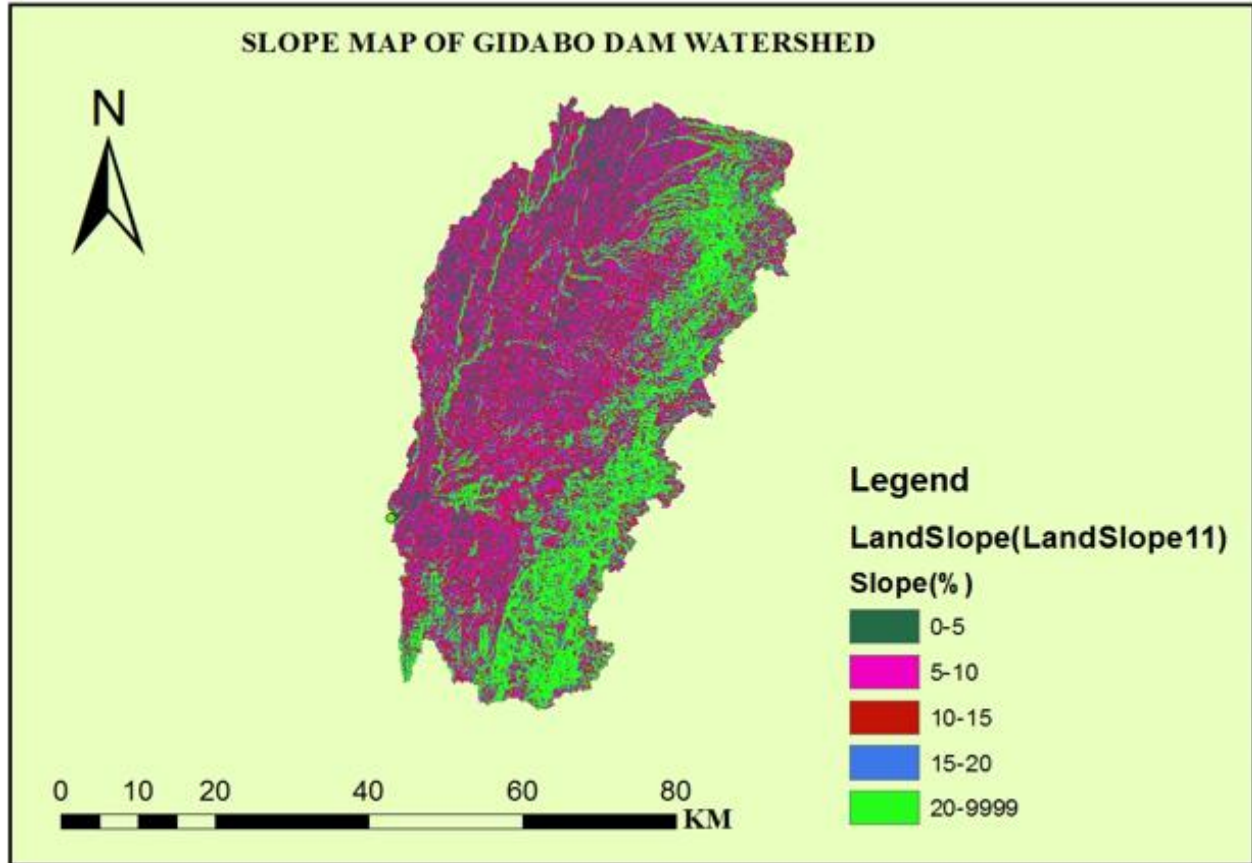 SLOPE MAP OF GIDABO DAM WATERSHED
N
Legend
LandSlope(LandSlope11)
Slope(%)
0-5
5-10
10-15
15-20
20-9999
0 10 20 40 60 80
KM